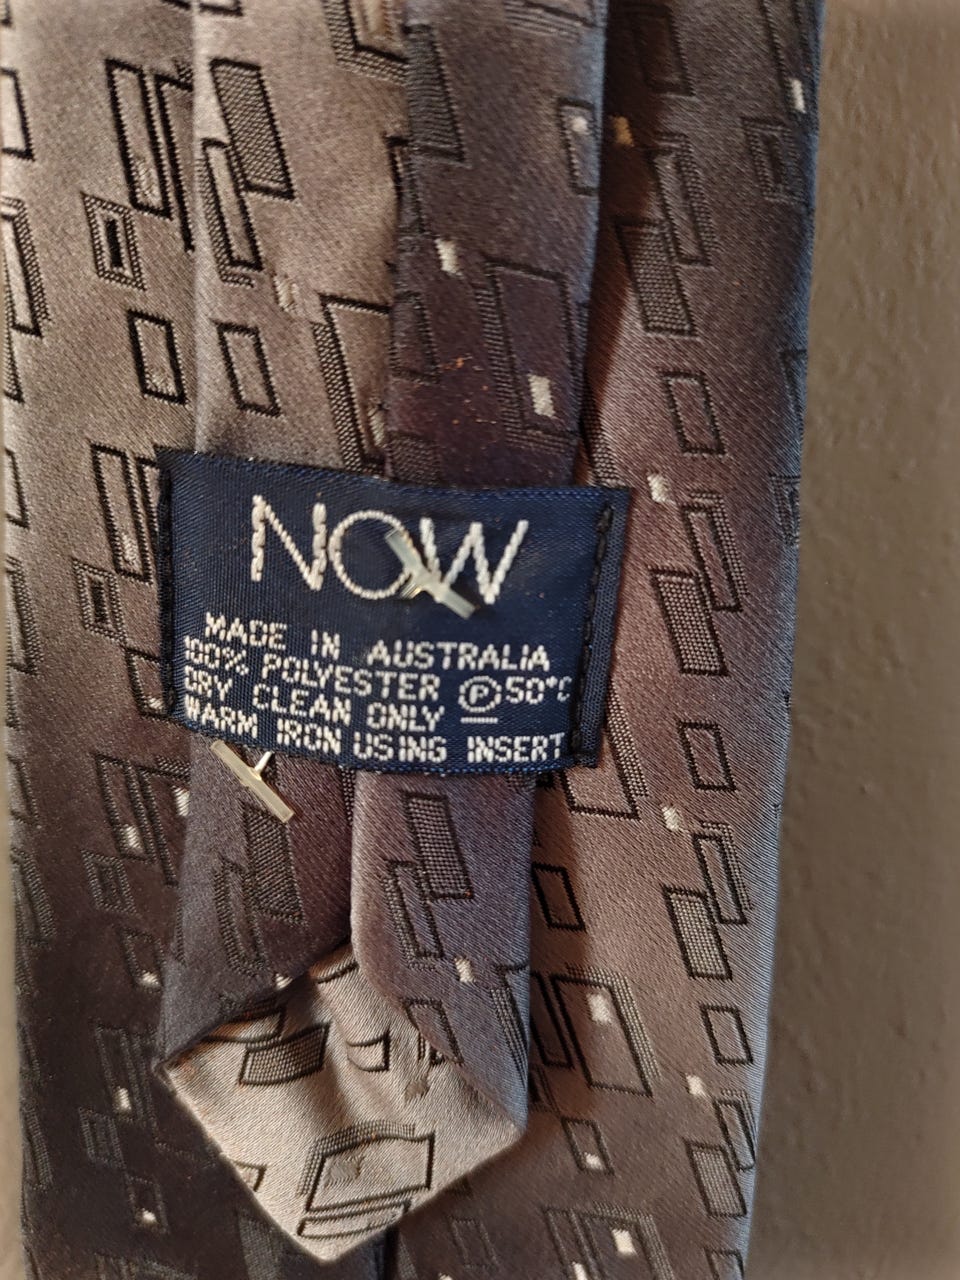 NOW
MADE IN AUSTRALIA
100% POLYESTER Ⓟ 50°C
DRY CLEAN ONLY
WARM IRON USING INSERT